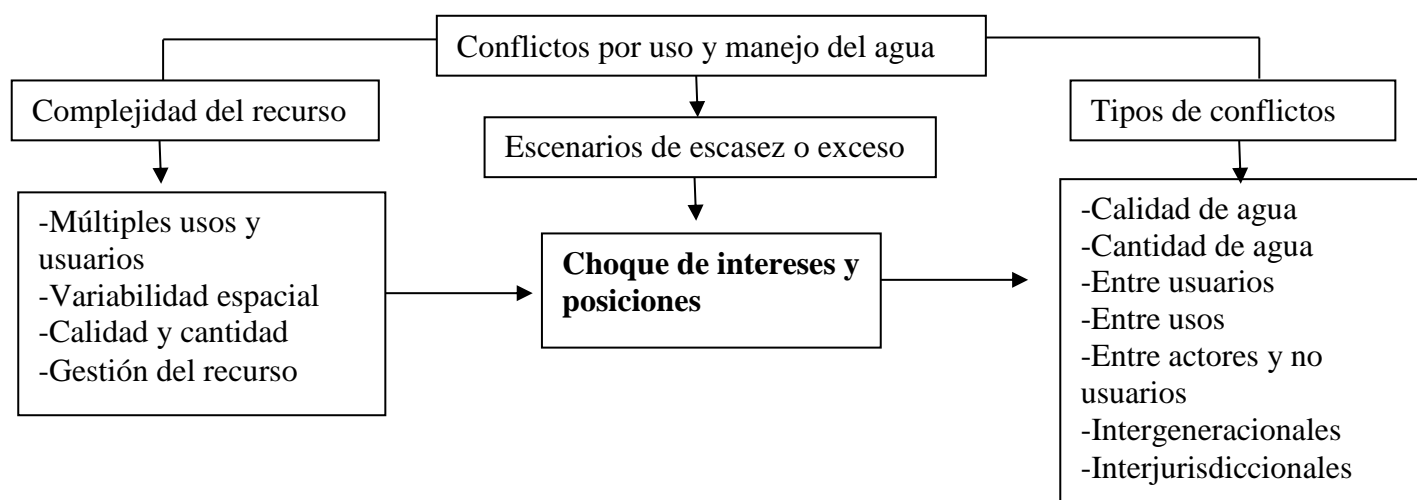 Conflictos por uso y manejo del agua
Complejidad del recurso
Escenarios de escasez o exceso
Tipos de conflictos
-Múltiples usos y
usuarios
-Variabilidad espacial
-Calidad y cantidad
-Gestión del recurso
Choque de intereses y
posiciones
-Calidad de agua
-Cantidad de agua
-Entre usuarios
-Entre usos
-Entre actores y no
usuarios
-Intergeneracionales
-Interjurisdiccionales